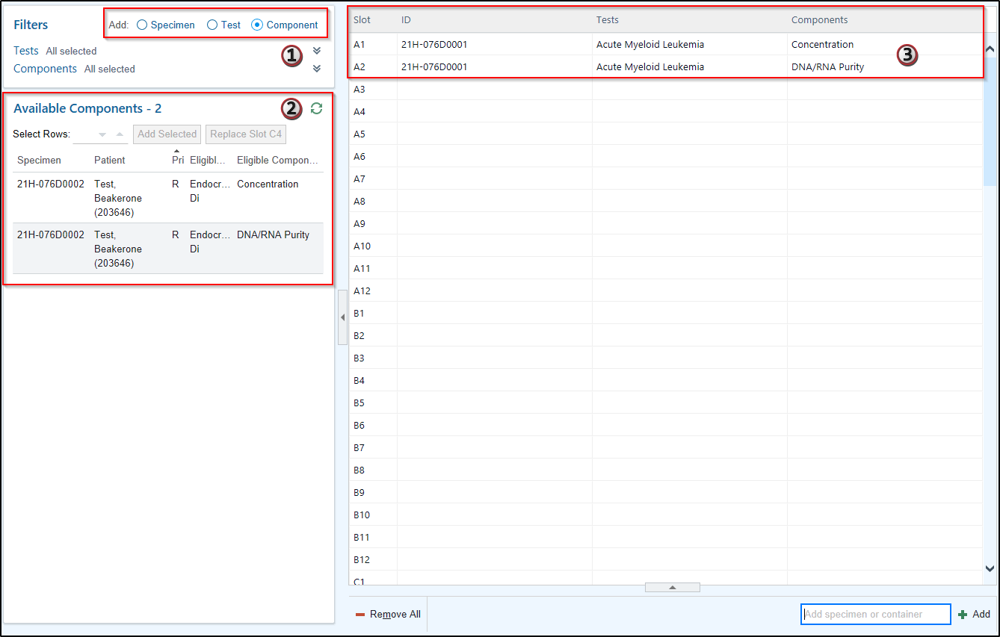 Filters
Add: Specimen Test Component
Tests All selected
Components All selected
1
Available Components - 2
2
Select Rows: Add Selected Replace Slot C4
Specimen Patient Pri Eligibl... Eligible Compon...
21H-076D0002 Test, Beakerone (203646) R Endocr... Di Concentration
21H-076D0002 Test, Beakerone (203646) R Endocr... Di DNA/RNA Purity
Slot ID Tests Components
A1 21H-076D0001 Acute Myeloid Leukemia Concentration
3
A2 21H-076D0001 Acute Myeloid Leukemia DNA/RNA Purity
A3
A4
A5
A6
A7
A8
A9
A10
A11
A12
B1
B2
B3
B4
B5
B6
B7
B8
B9
B10
B11
B12
C1
Remove All
Add specimen or container Add